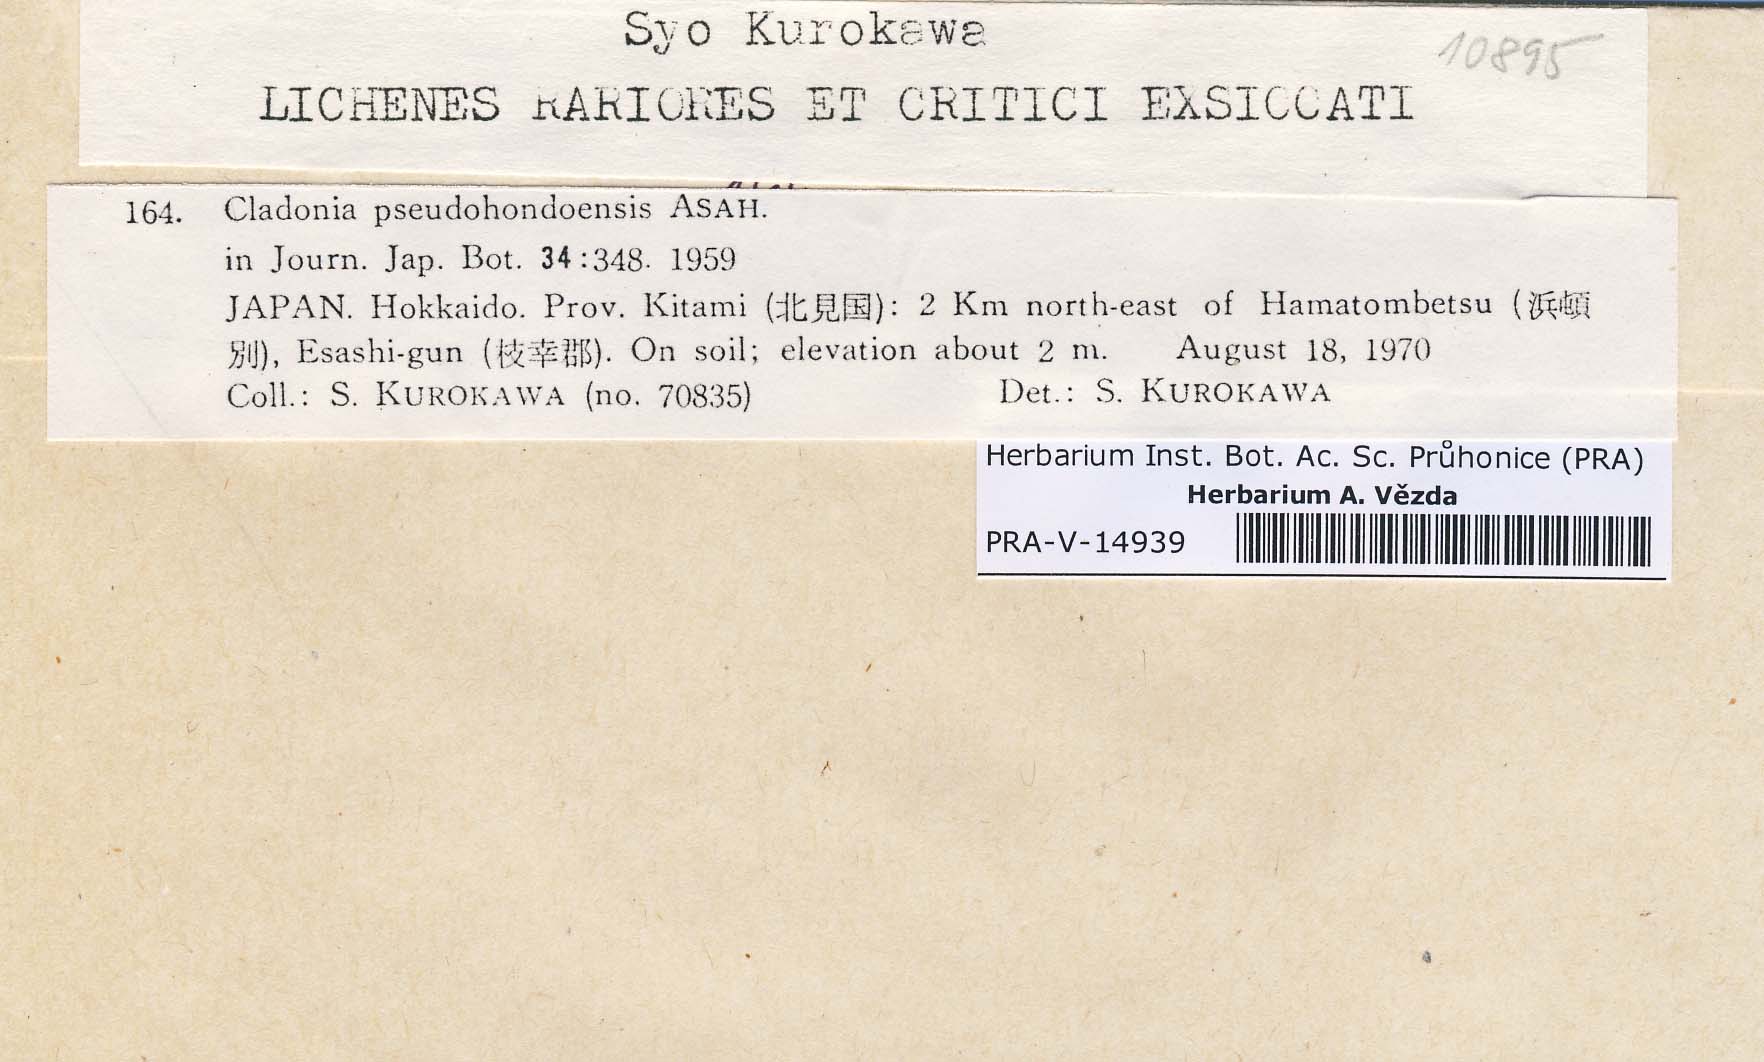 Syo Kurokawa
10895
LICHENES RARIORES ET CRITICI EXSICCATI
164. Cladonia pseudohondoensis ASAH.
in Journ. Jap. Bot. 34:348. 1959
JAPAN. Hokkaido. Prov. Kitami (北見国): 2 Km north-east of Hamatombetsu (浜頓
別), Esashi-gun (枝幸郡). On soil; elevation about 2 m. August 18, 1970
Coll.: S. KUROKAWA (no. 70835) Det.: S. KUROKAWA
Herbarium Inst. Bot. Ac. Sc. Průhonice (PRA)
Herbarium A. Vězda
PRA-V-14939